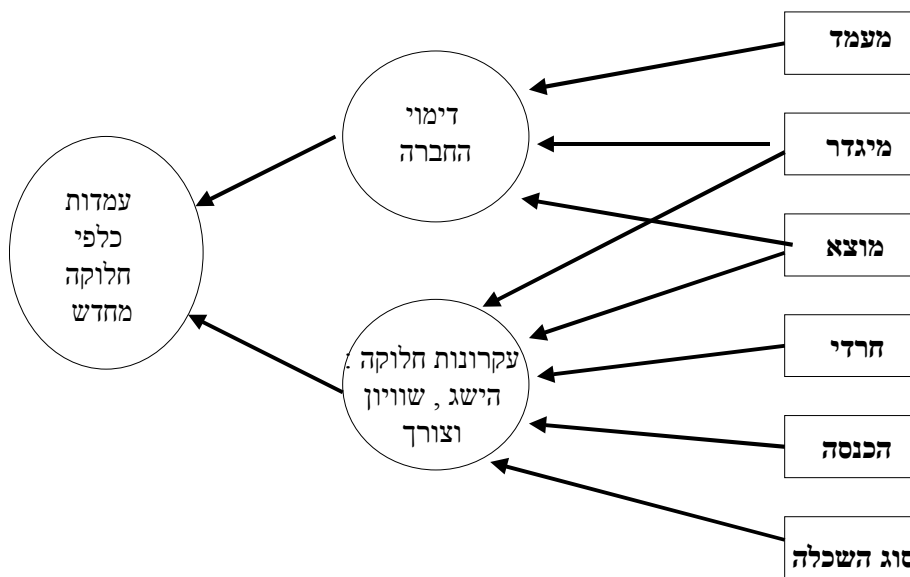 מעמד
מיגדר
מוצא
חרדי
הכנסה
סוג השכלה
דימוי
החברה
עקרונות חלוקה :
הישג , שוויון
וצורך
עמדות
כלפי
חלוקה
מחדש